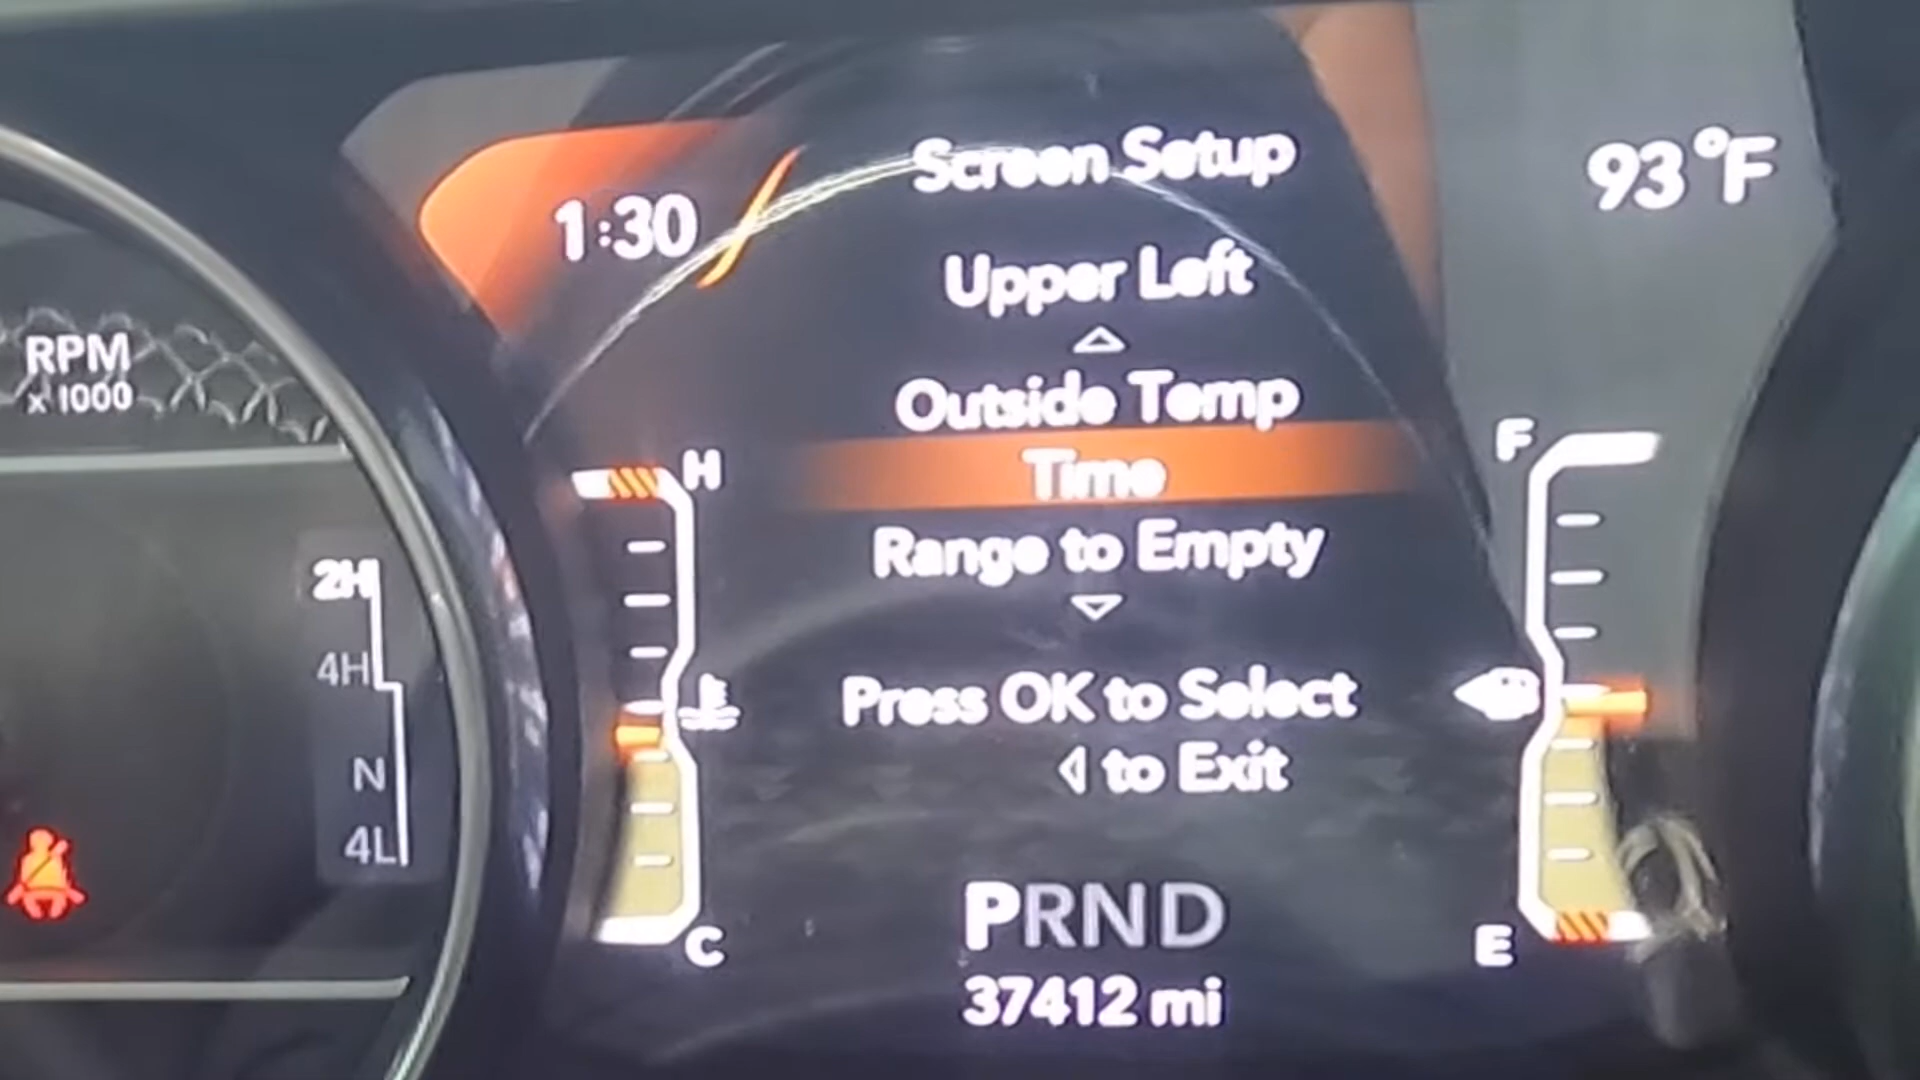 1:30
Screen Setup
93°F
Upper Left
Outside Temp
Time
Range to Empty
Press OK to Select
to Exit
RPM
x 1000
2H
4H
N
4L
H
C
F
E
PRND
37412 mi